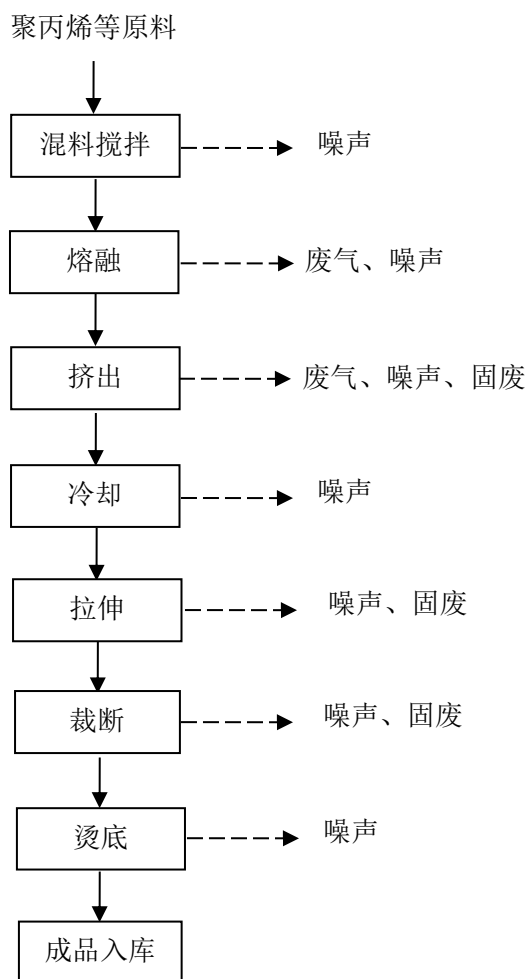 聚丙烯等原料
混料搅拌
噪声
熔融
废气、噪声
挤出
废气、噪声、固废
冷却
噪声
拉伸
噪声、固废
裁断
噪声、固废
烫底
噪声
成品入库